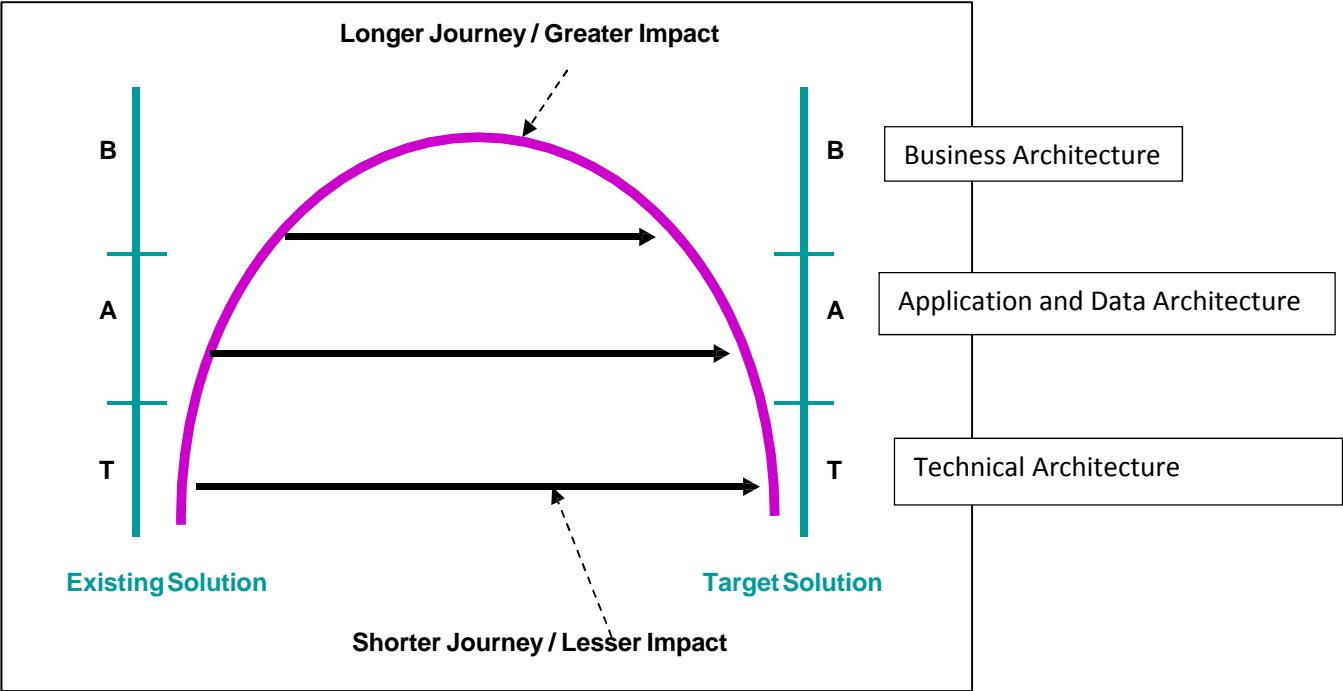 Longer Journey / Greater Impact
B
B
Business Architecture
A
A
Application and Data Architecture
T
T
Technical Architecture
Existing Solution
Target Solution
Shorter Journey / Lesser Impact